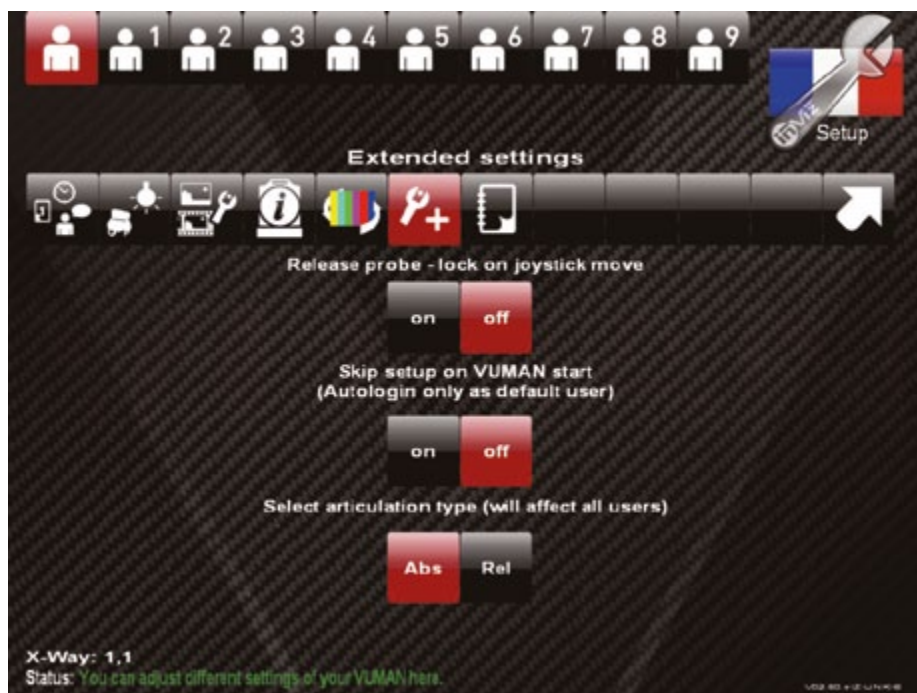 1 2 3 4 5 6 7 8 9
inviz
Setup
Extended settings
i
Release probe - lock on joystick move
on off
Skip setup on VUMAN start
(Autologin only as default user)
on off
Select articulation type (will affect all users)
Abs Rel
X-Way: 1,1
Status: You can adjust different settings of your VUMAN here.